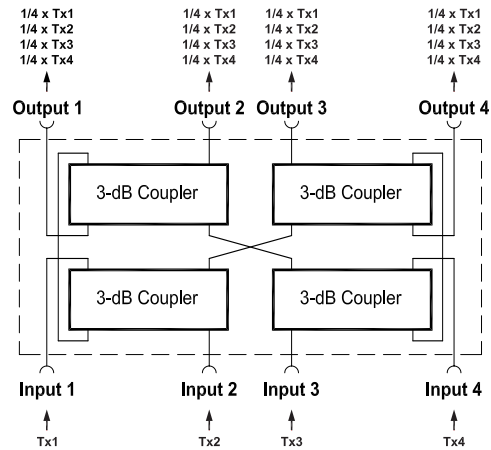 1/4 x Tx1 1/4 x Tx1 1/4 x Tx1 1/4 x Tx1
1/4 x Tx2 1/4 x Tx2 1/4 x Tx2 1/4 x Tx2
1/4 x Tx3 1/4 x Tx3 1/4 x Tx3 1/4 x Tx3
1/4 x Tx4 1/4 x Tx4 1/4 x Tx4 1/4 x Tx4
Output 1 Output 2 Output 3 Output 4
3-dB Coupler 3-dB Coupler
3-dB Coupler 3-dB Coupler
Input 1 Input 2 Input 3 Input 4
Tx1 Tx2 Tx3 Tx4